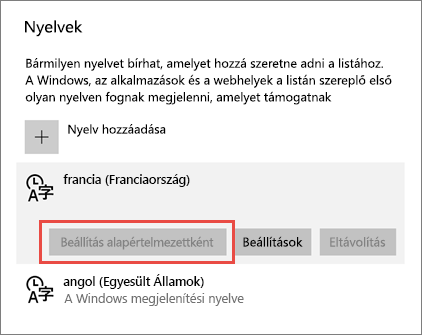 Nyelvek
Bármilyen nyelvet bírhat, amelyet hozzá szeretne adni a listához.
A Windows, az alkalmazások és a webhelyek a listán szereplő első
olyan nyelven fognak megjelenni, amelyet támogatnak
Nyelv hozzáadása
francia (Franciaország)
Beállítás alapértelmezettként Beállítások Eltávolítás
angol (Egyesült Államok)
A Windows megjelenítési nyelve